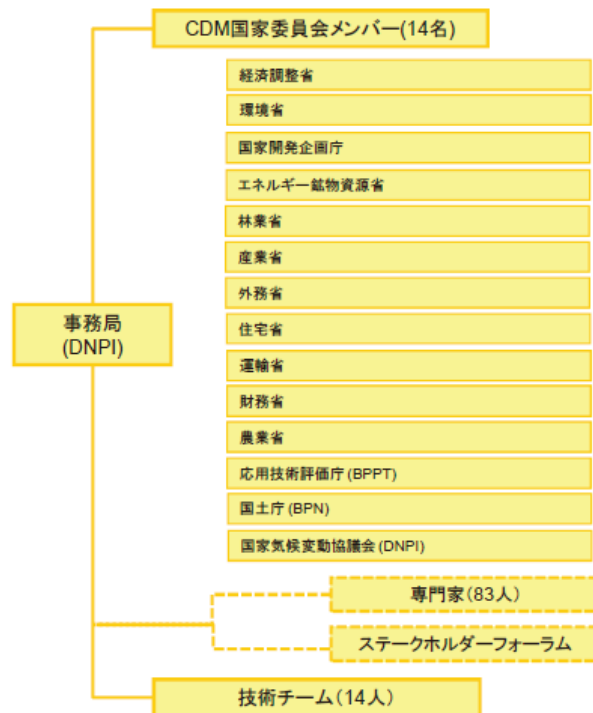 CDM国家委員会メンバー(14名)
経済調整省
環境省
国家開発企画庁
エネルギー鉱物資源省
林業省
産業省
外務省
住宅省
運輸省
財務省
農業省
応用技術評価庁(BPPT)
国土庁(BPN)
国家気候変動協議会(DNPI)
事務局
(DNPI)
専門家(83人)
ステークホルダーフォーラム
技術チーム(14人)